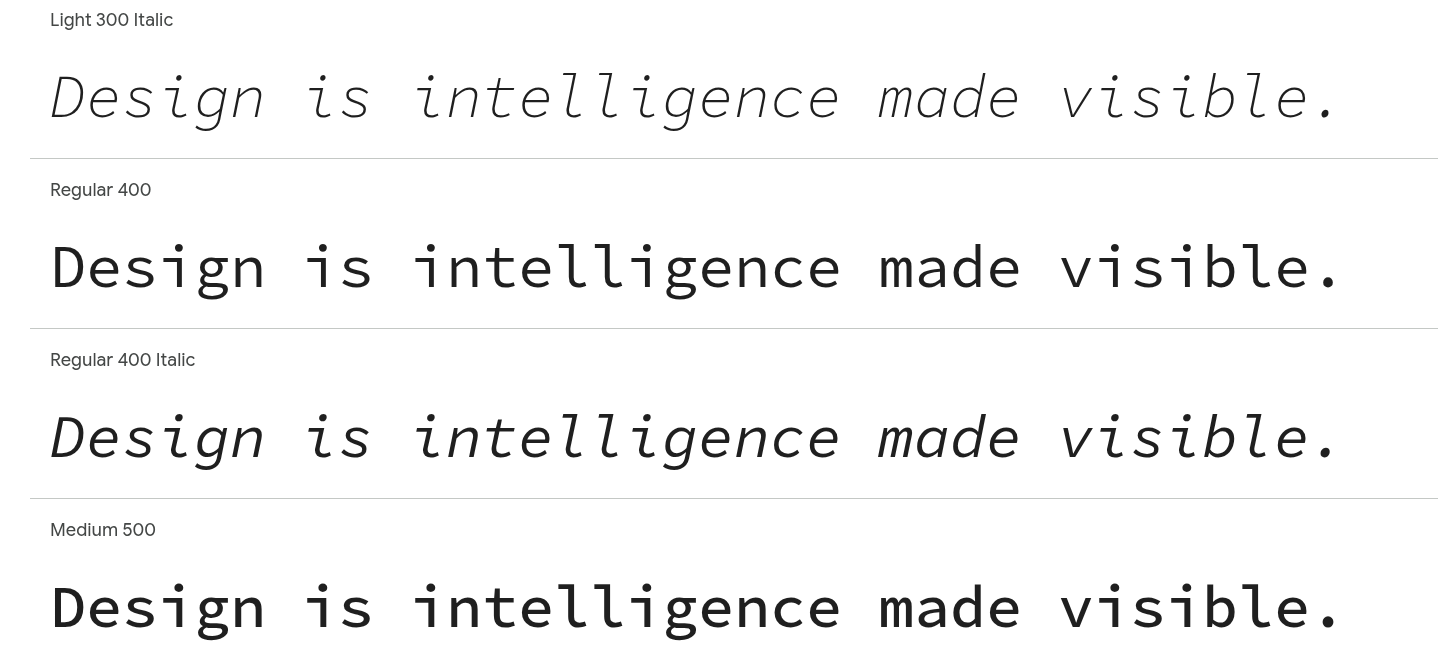 Light 300 Italic
Design is intelligence made visible.
Regular 400
Design is intelligence made visible.
Regular 400 Italic
Design is intelligence made visible.
Medium 500
Design is intelligence made visible.